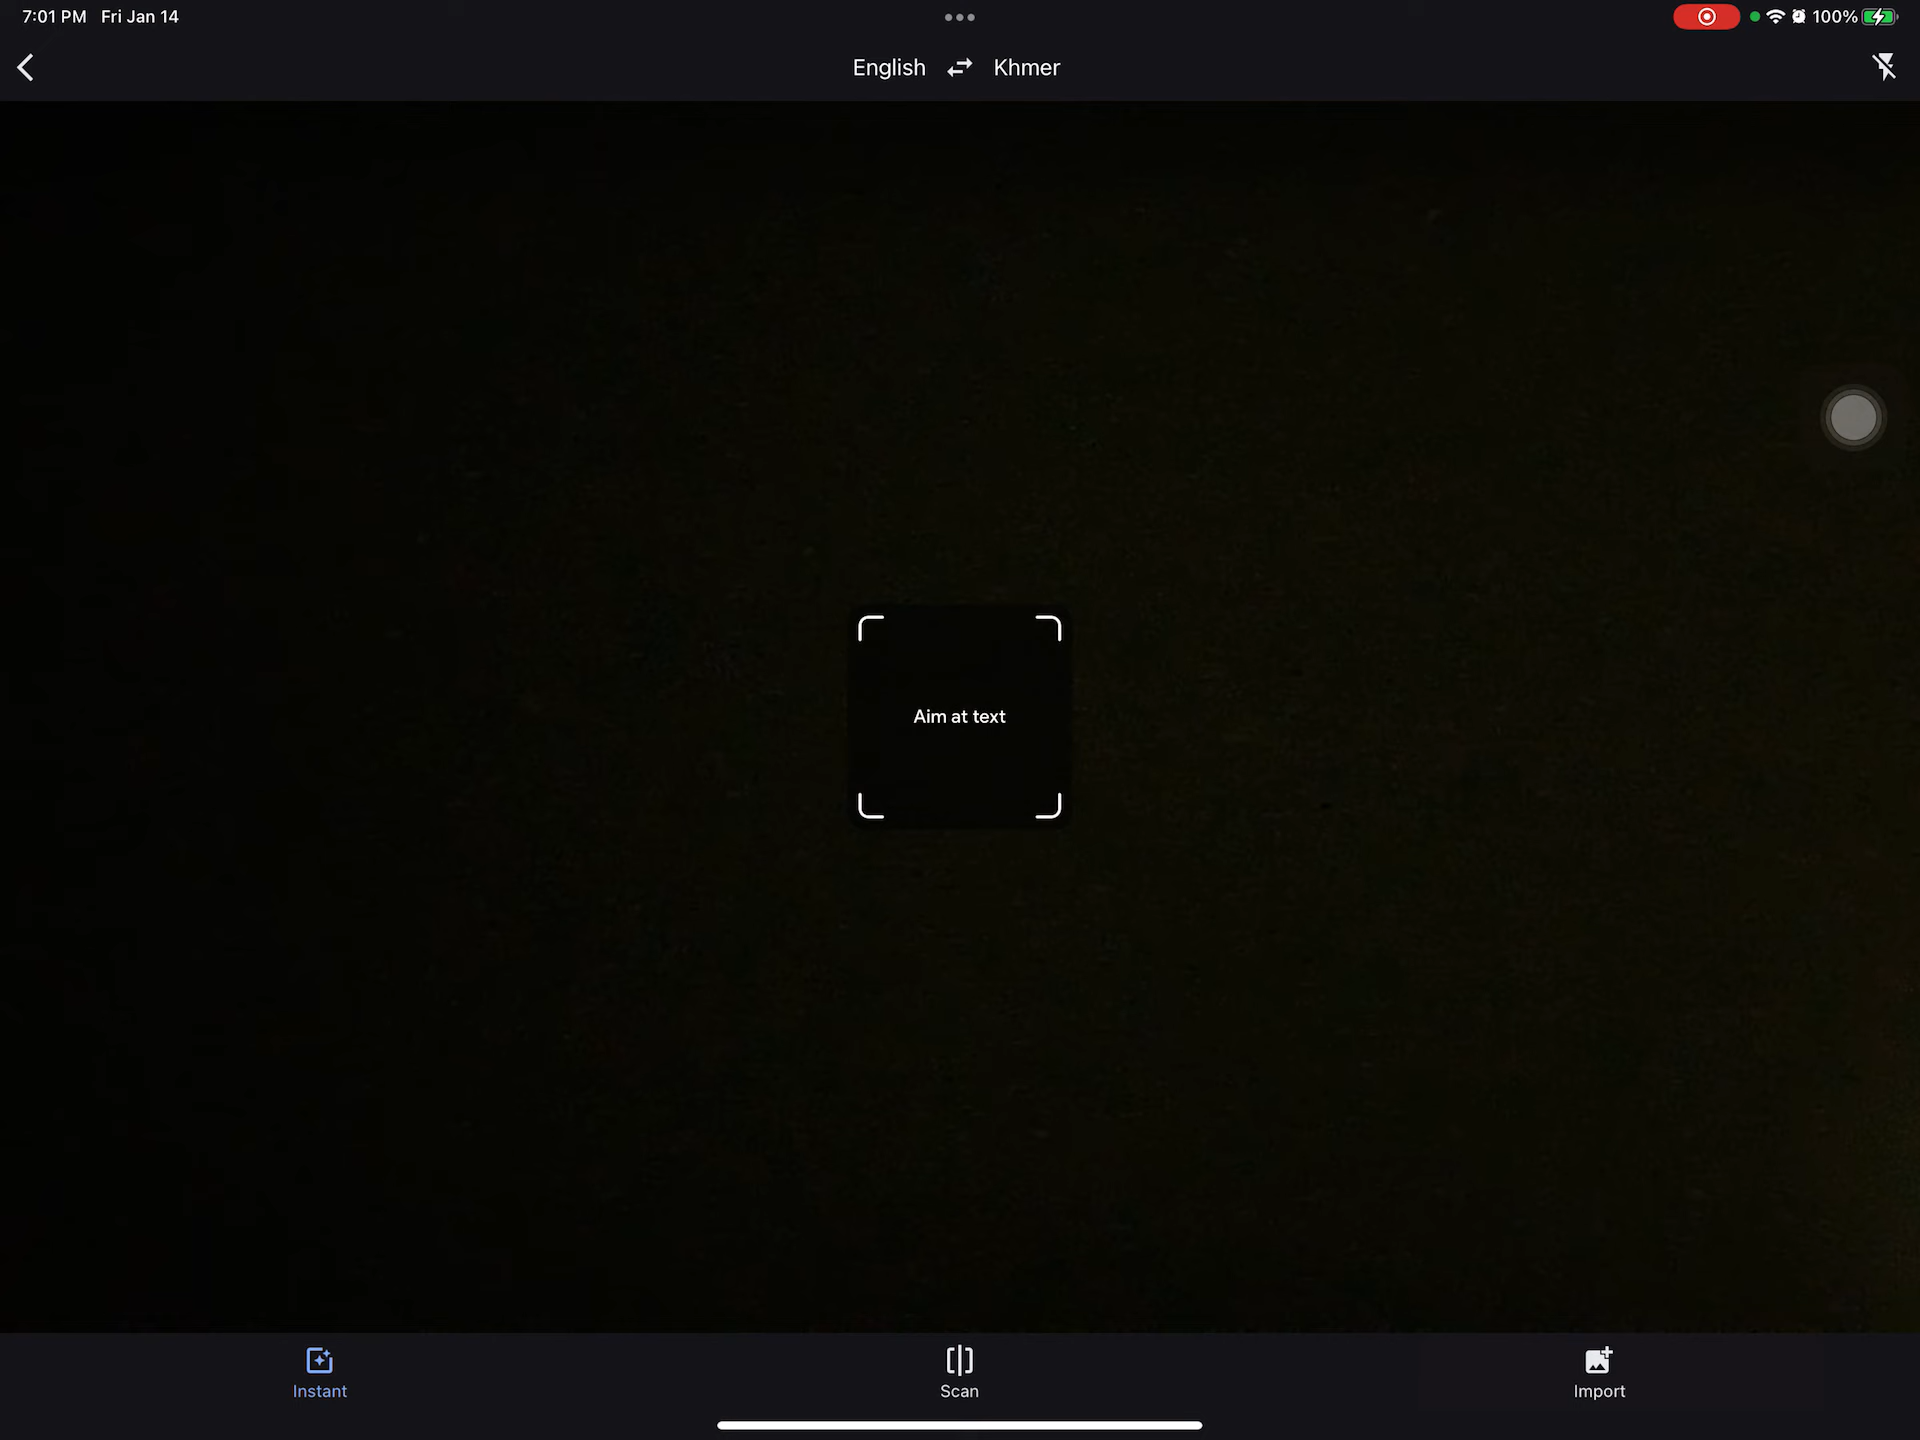 7:01 PM Fri Jan 14
100%
English Khmer
Aim at text
Instant
Scan
Import